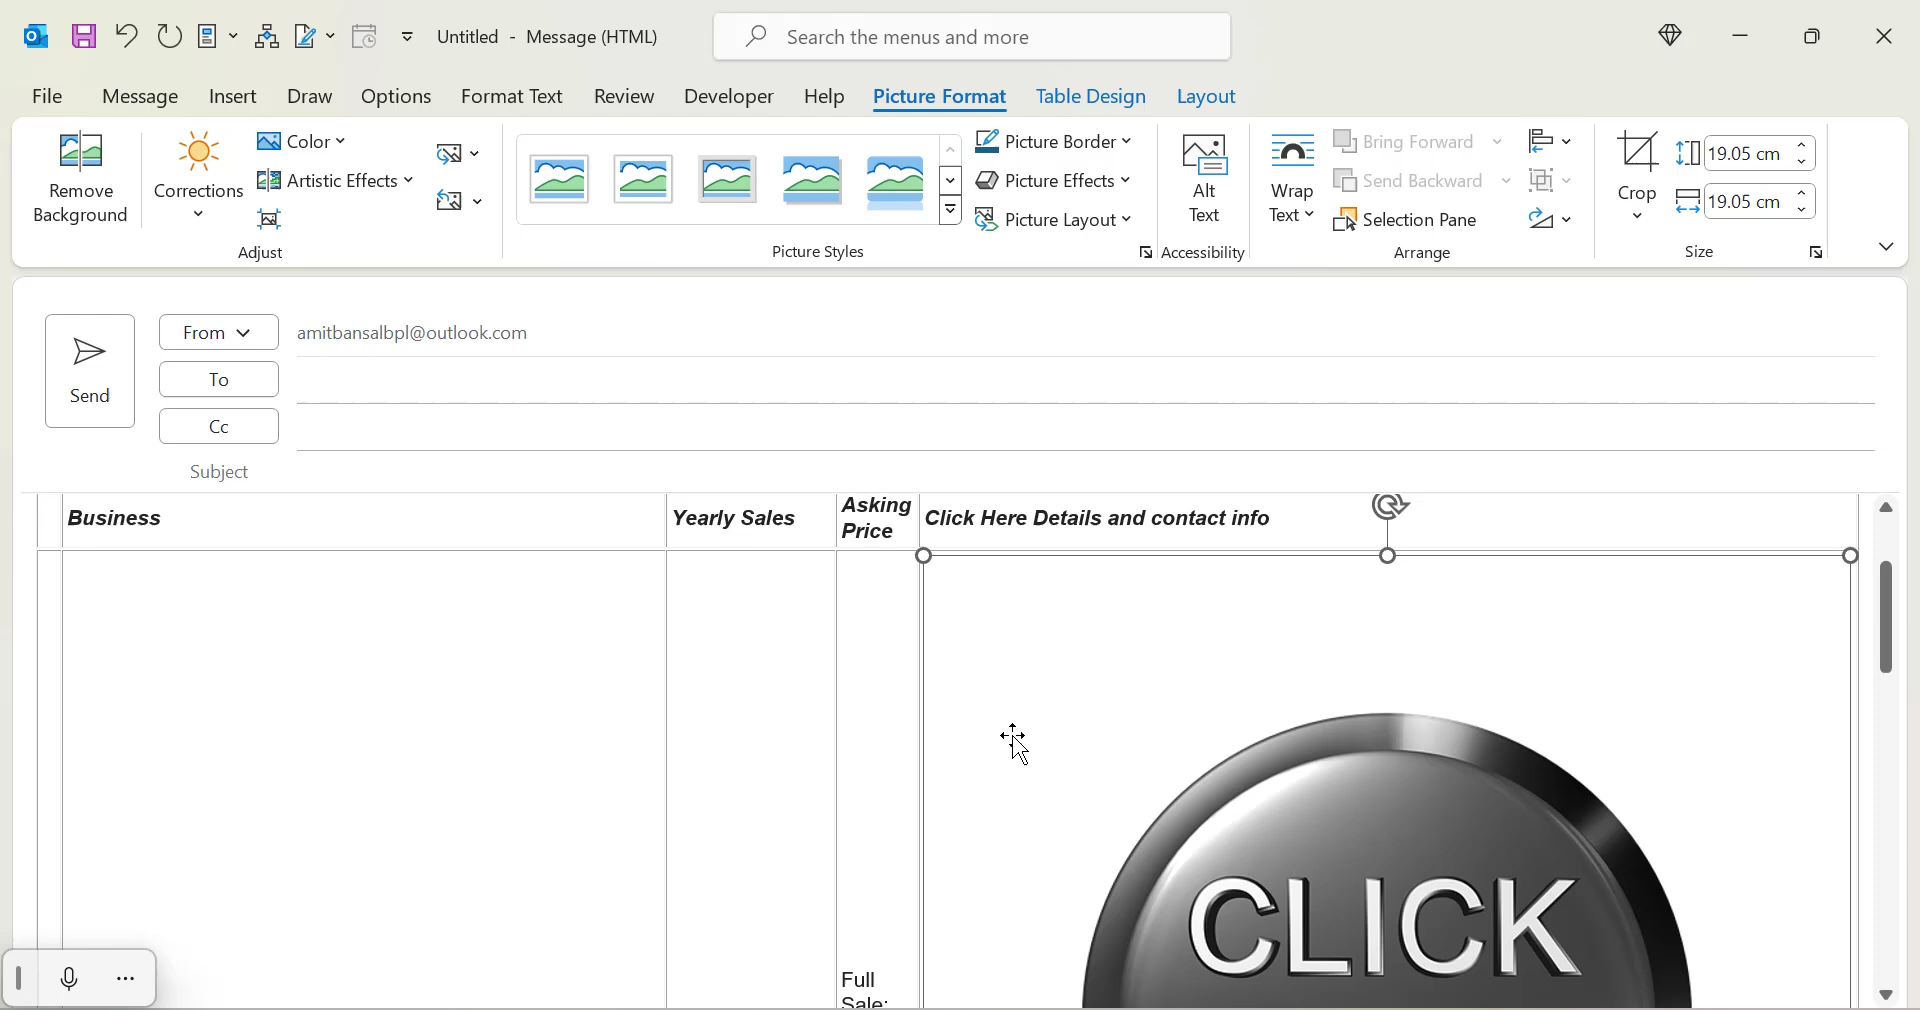 Untitled - Message (HTML)
Search the menus and more
File Message Insert Draw Options Format Text Review Developer Help Picture Format Table Design Layout
Remove Background
Corrections
Color
Artistic Effects
Adjust
Picture Styles
Picture Border
Picture Effects
Picture Layout
Alt Text
Accessibility
Wrap Text
Bring Forward
Send Backward
Selection Pane
Arrange
Crop
19.05 cm
19.05 cm
Size
Send
From amitbansalbpl@outlook.com
To
Cc
Subject
Business
Yearly Sales
Asking Price
Click Here Details and contact info
CLICK
Full
Sale: